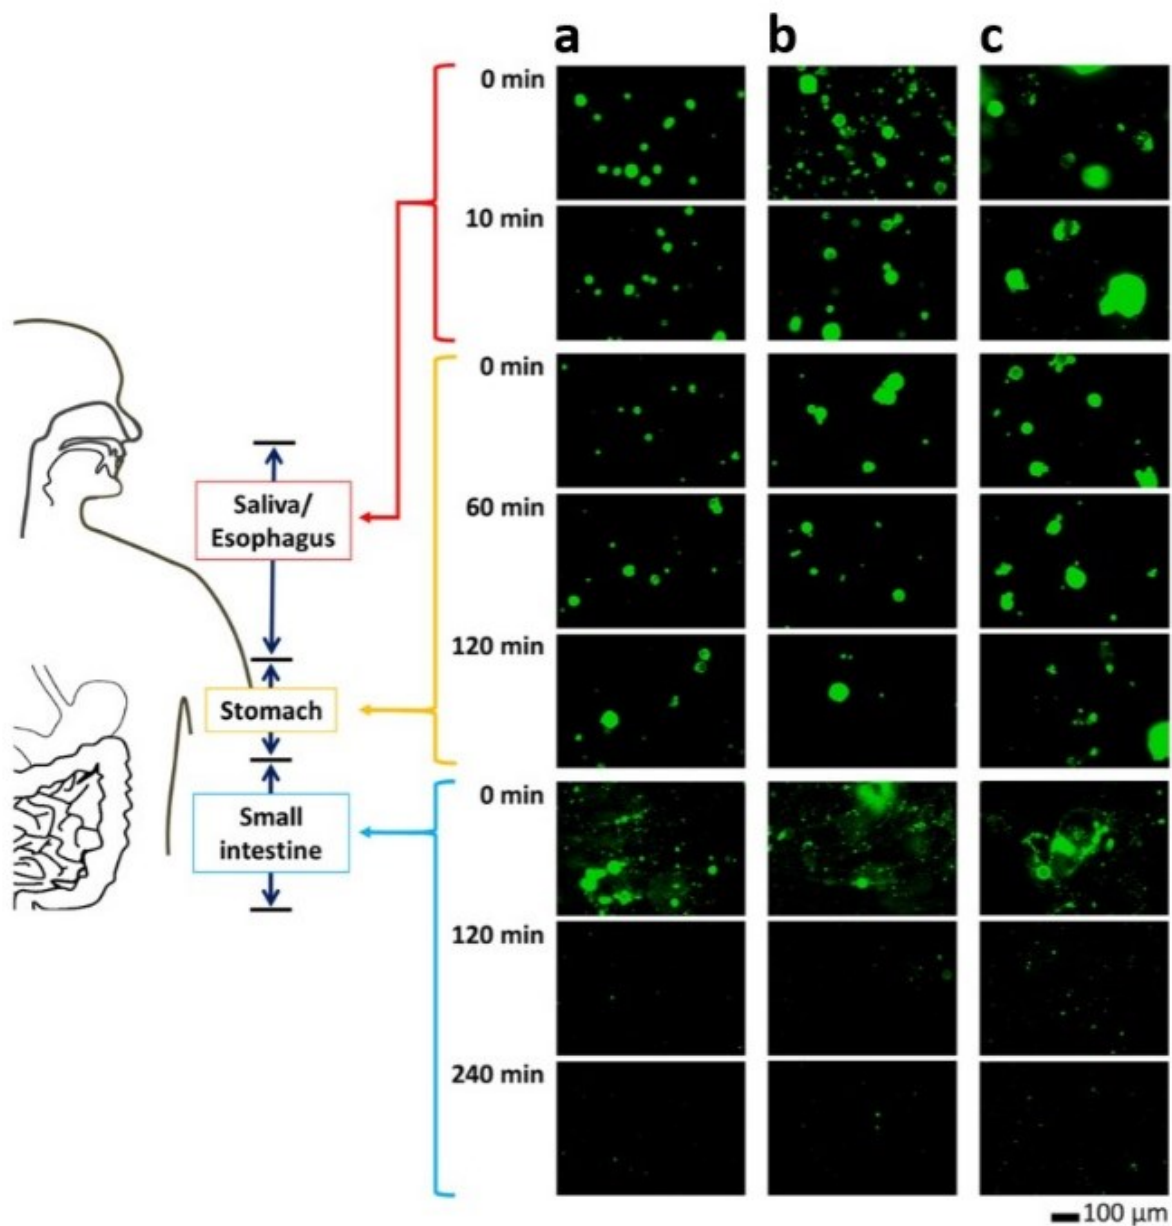 a b c
0 min
10 min
0 min
60 min
120 min
0 min
120 min
240 min
Saliva/
Esophagus
Stomach
Small
intestine
100 μm